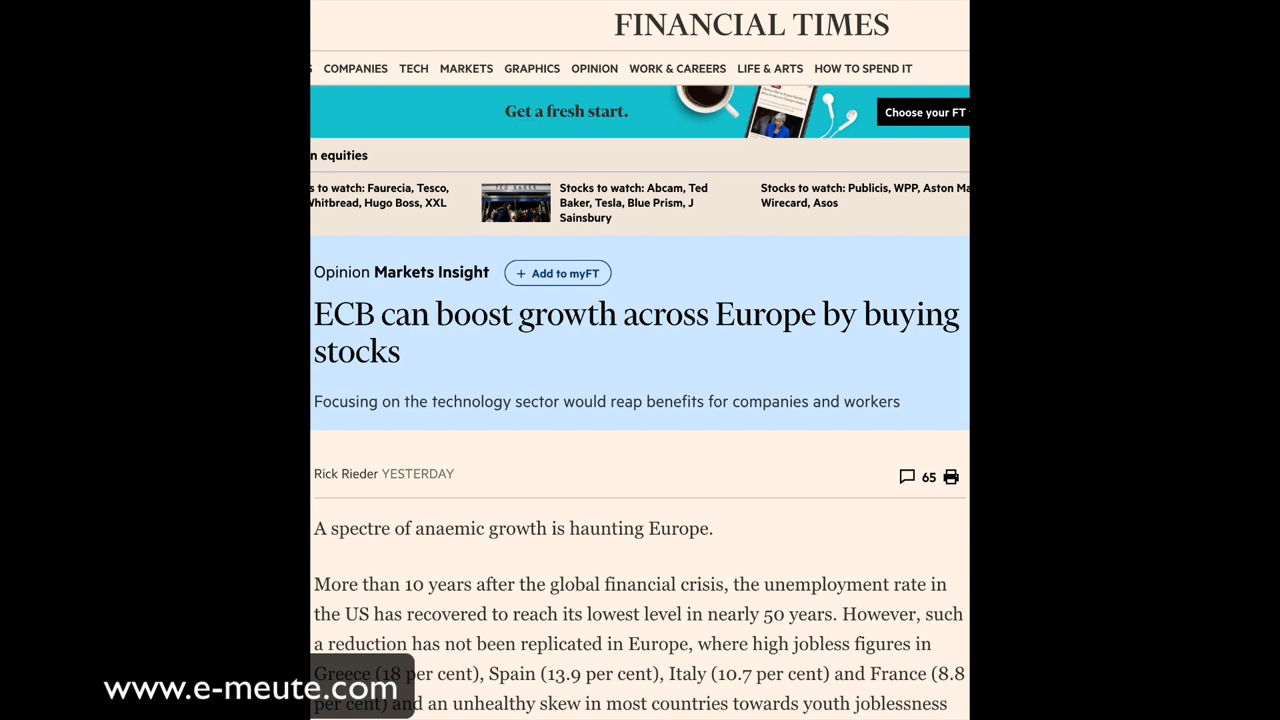 FINANCIAL TIMES
COMPANIES TECH MARKETS GRAPHICS OPINION WORK & CAREERS LIFE & ARTS HOW TO SPEND IT
Get a fresh start.
Choose your FT
n equities
s to watch: Faurecia, Tesco,
Whitbread, Hugo Boss, XXL
TED BAKER
Stocks to watch: Abcam, Ted
Baker, Tesla, Blue Prism, J
Sainsbury
Stocks to watch: Publicis, WPP, Aston Ma
Wirecard, Asos
Opinion Markets Insight + Add to myFT
ECB can boost growth across Europe by buying
stocks
Focusing on the technology sector would reap benefits for companies and workers
Rick Rieder YESTERDAY
65
A spectre of anaemic growth is haunting Europe.
More than 10 years after the global financial crisis, the unemployment rate in
the US has recovered to reach its lowest level in nearly 50 years. However, such
a reduction has not been replicated in Europe, where high jobless figures in
Greece (18 per cent), Spain (13.9 per cent), Italy (10.7 per cent) and France (8.8
per cent) and an unhealthy skew in most countries towards youth joblessness
www.e-meute.com